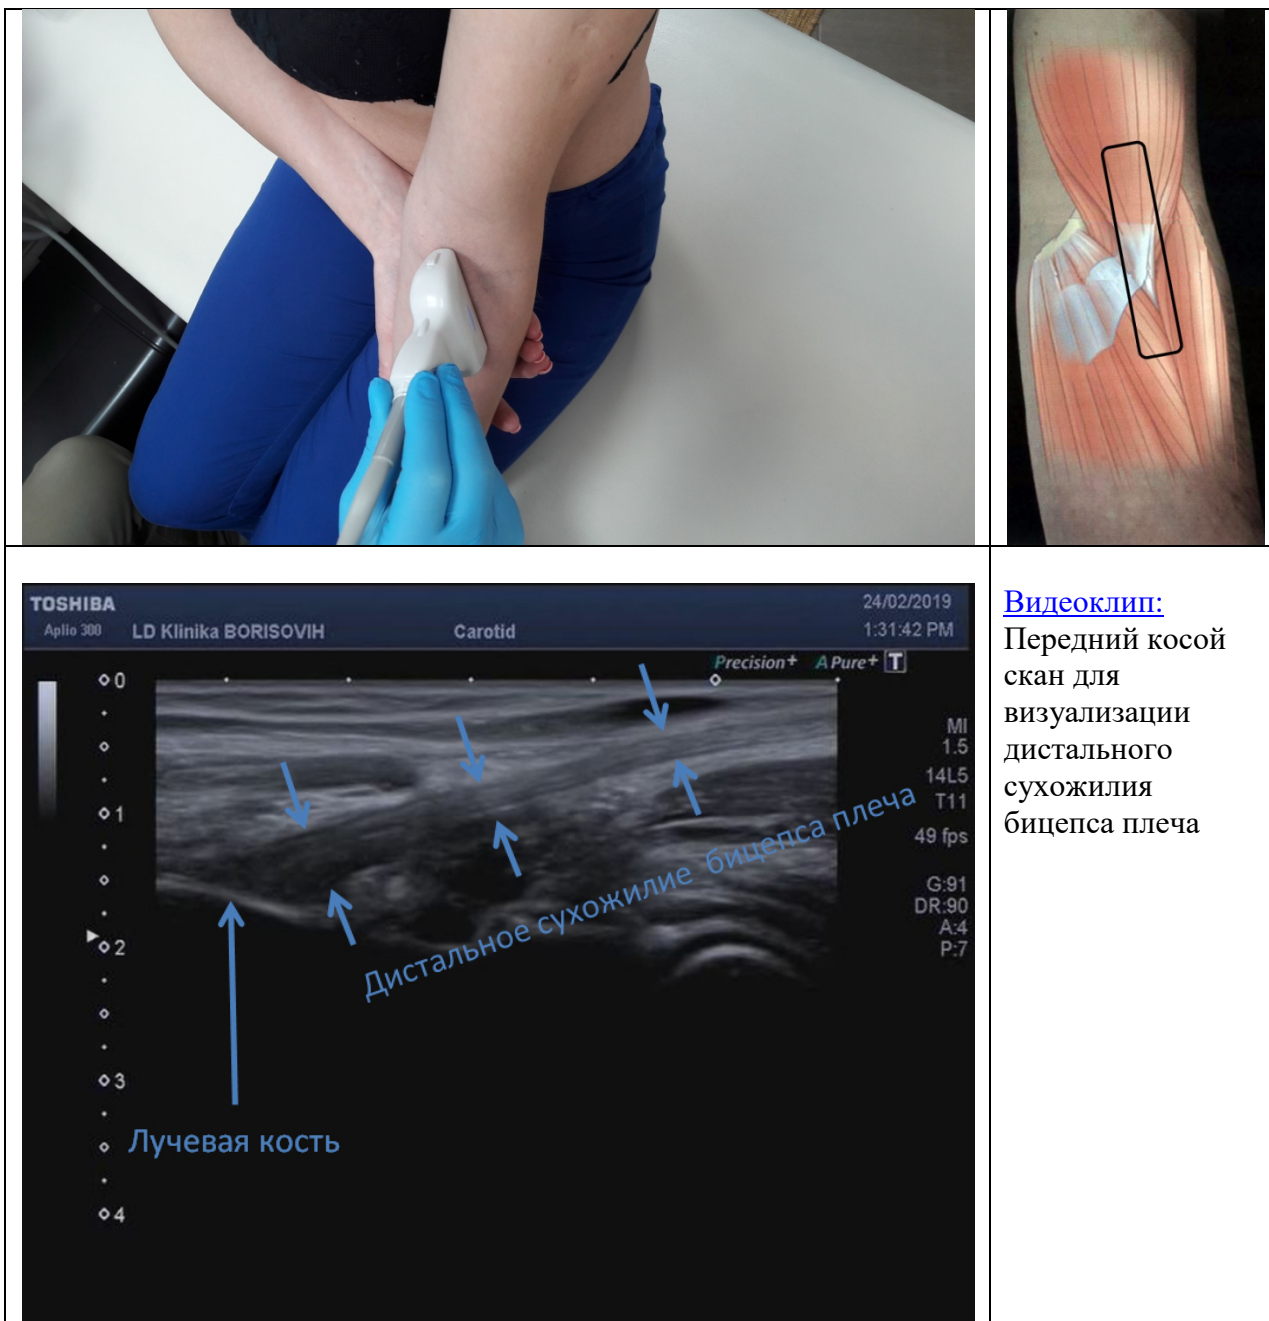 TOSHIBA
Aplio 300
LD Klinika BORISOVIH
Carotid
24/02/2019
1:31:42 PM
Precision+ APure+ T
0
1
2
3
4
MI
1.5
14L5
T11
49 fps
G:91
DR:90
A:4
P:7
Дистальное сухожилие бицепса плеча
Лучевая кость
Видеоклип:
Передний косой
скан для
визуализации
дистального
сухожилия
бицепса плеча